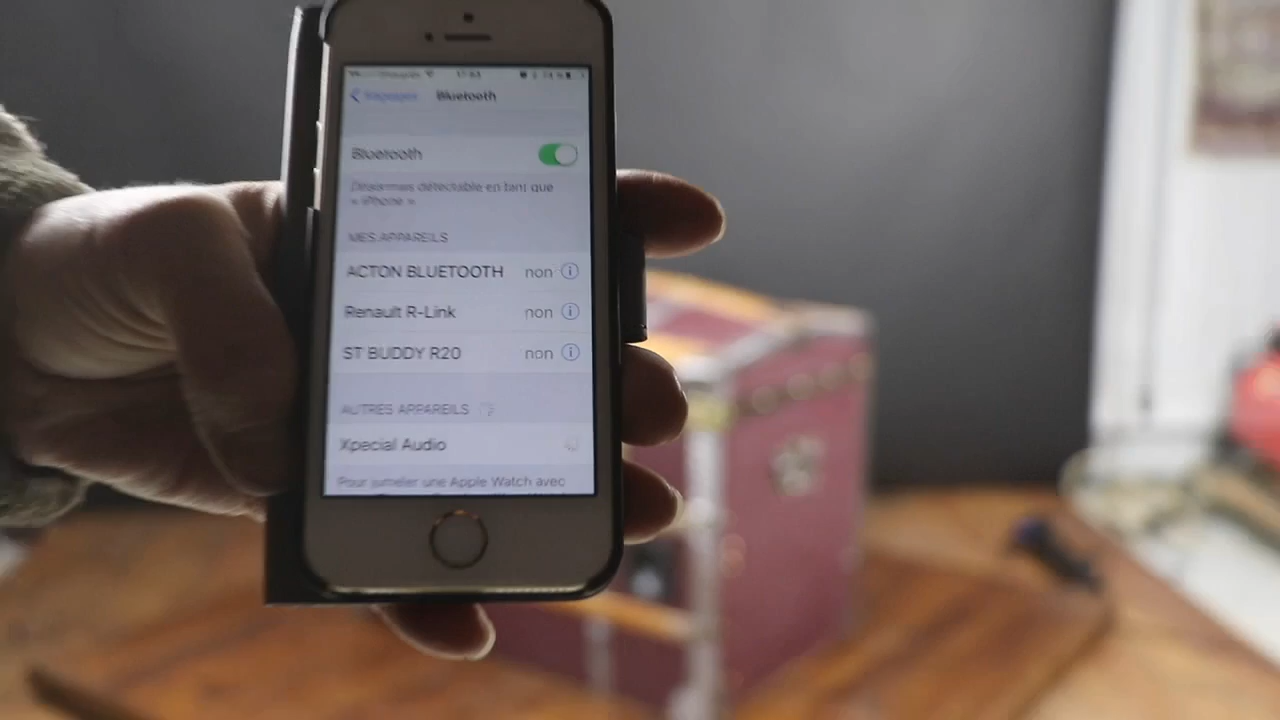 Réglages Bluetooth
Bluetooth
Désormais détectable en tant que
« iPhone »
MES APPAREILS
ACTON BLUETOOTH non
Renault R-Link non
ST BUDDY R20 non
AUTRES APPAREILS
Xpecial Audio
Pour jumeler une Apple Watch avec